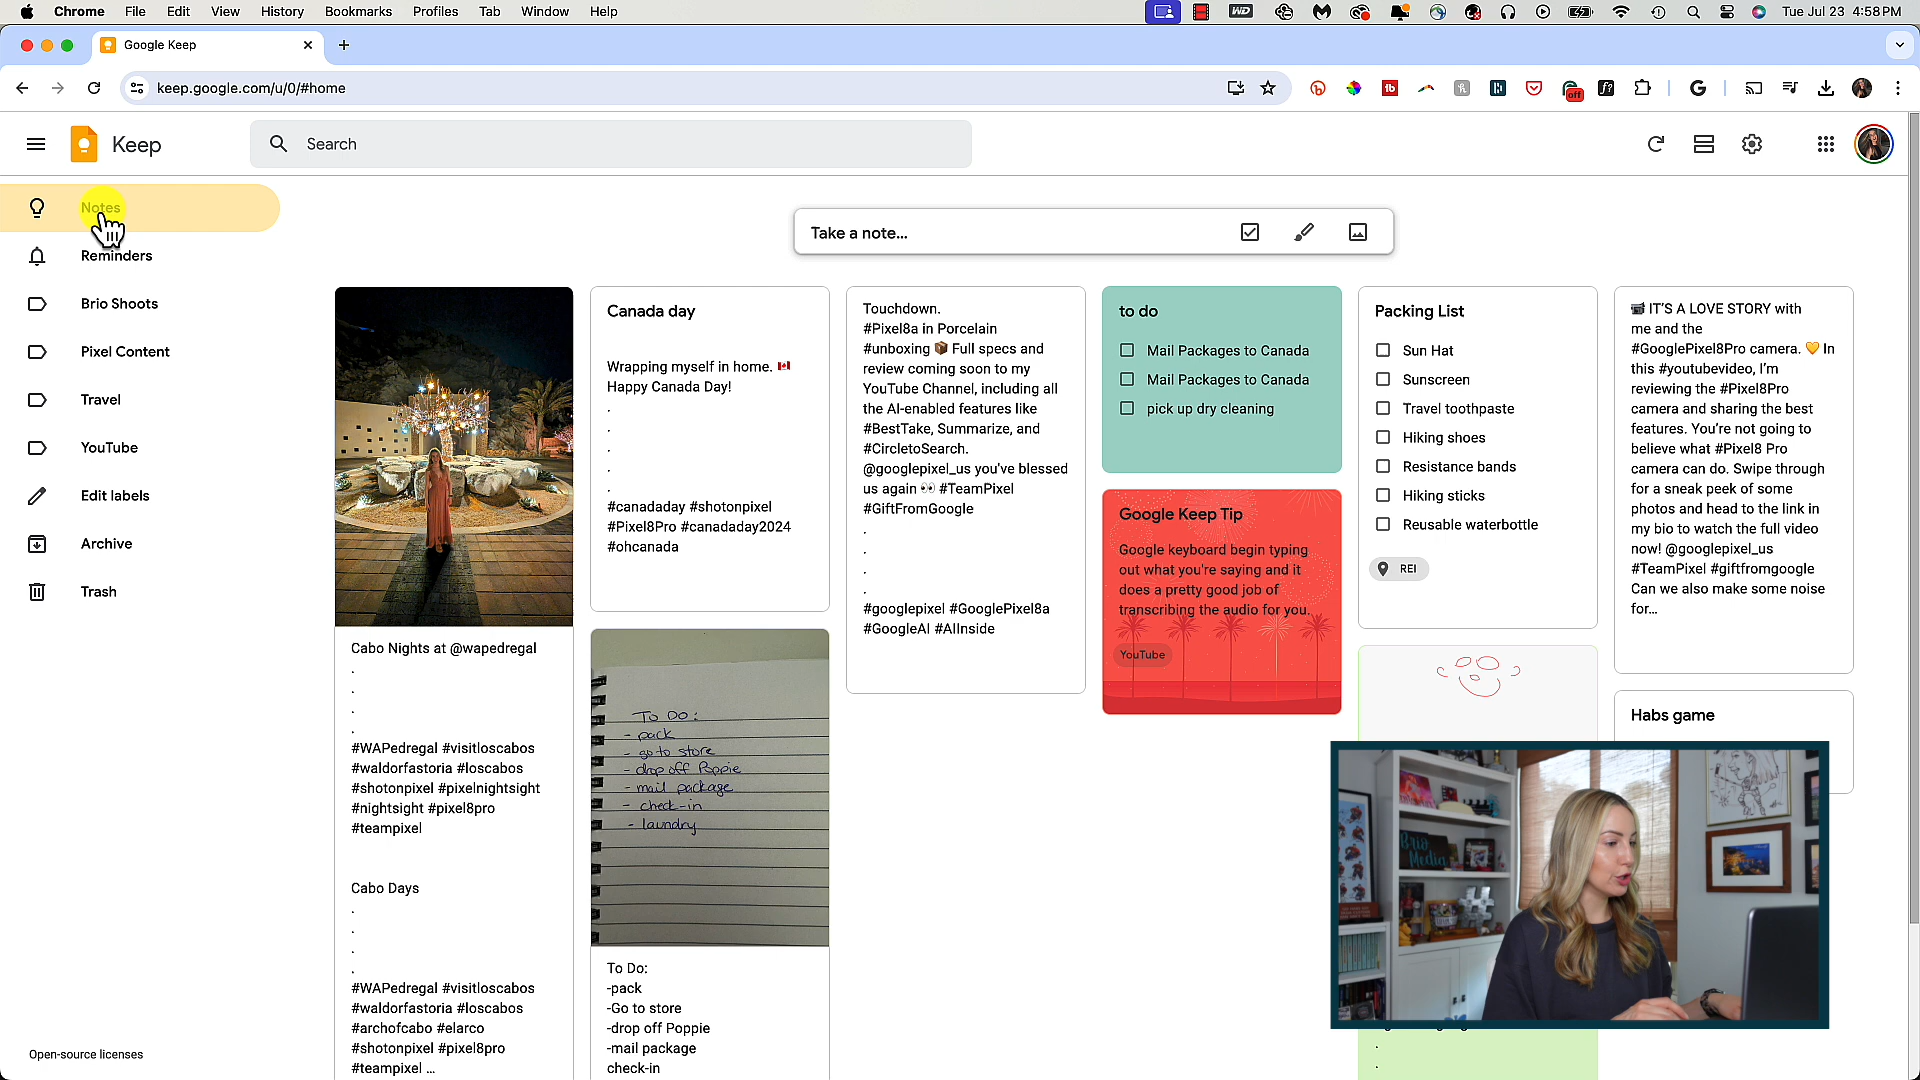 Chrome File Edit View History Bookmarks Profiles Tab Window Help
WD
Tue Jul 23 4:58 PM
Google Keep
keep.google.com/u/0/#home
off
Keep
Search
Notes
Reminders
Brio Shoots
Pixel Content
Travel
YouTube
Edit labels
Archive
Trash
Open-source licenses
Take a note...
Cabo Nights at @wapedregal
.
.
.
.
#WAPedregal #visitloscabos
#waldorfastoria #loscabos
#shotonpixel #pixelnightsight
#nightsight #pixel8pro
#teampixel
Cabo Days
.
.
.
.
#WAPedregal #visitloscabos
#waldorfastoria #loscabos
#archofcabo #elarco
#shotonpixel #pixel8pro
#teampixel ...
Canada day
Wrapping myself in home. 🇨🇦
Happy Canada Day!
.
.
.
.
.
#canadaday #shotonpixel
#Pixel8Pro #canadaday2024
#ohcanada
To Do:
- pack
- go to store
- drop off Poppie
- mail package
- check-in
- laundry
To Do:
-pack
-Go to store
-drop off Poppie
-mail package
check-in
Touchdown.
#Pixel8a in Porcelain
#unboxing 📦 Full specs and
review coming soon to my
YouTube Channel, including all
the AI-enabled features like
#BestTake, Summarize, and
#CircletoSearch.
@googlepixel_us you've blessed
us again 👀 #TeamPixel
#GiftFromGoogle
.
.
.
.
#googlepixel #GooglePixel8a
#GoogleAI #AIInside
to do
Mail Packages to Canada
Mail Packages to Canada
pick up dry cleaning
Google Keep Tip
Google keyboard begin typing
out what you're saying and it
does a pretty good job of
transcribing the audio for you.
YouTube
Packing List
Sun Hat
Sunscreen
Travel toothpaste
Hiking shoes
Resistance bands
Hiking sticks
Reusable waterbottle
REI
📹 IT'S A LOVE STORY with
me and the
#GooglePixel8Pro camera. 💛 In
this #youtubevideo, I'm
reviewing the #Pixel8Pro
camera and sharing the best
features. You're not going to
believe what #Pixel8 Pro
camera can do. Swipe through
for a sneak peek of some
photos and head to the link in
my bio to watch the full video
now! @googlepixel_us
#TeamPixel #giftfromgoogle
Can we also make some noise
for...
Habs game
Brio
Media
.
.